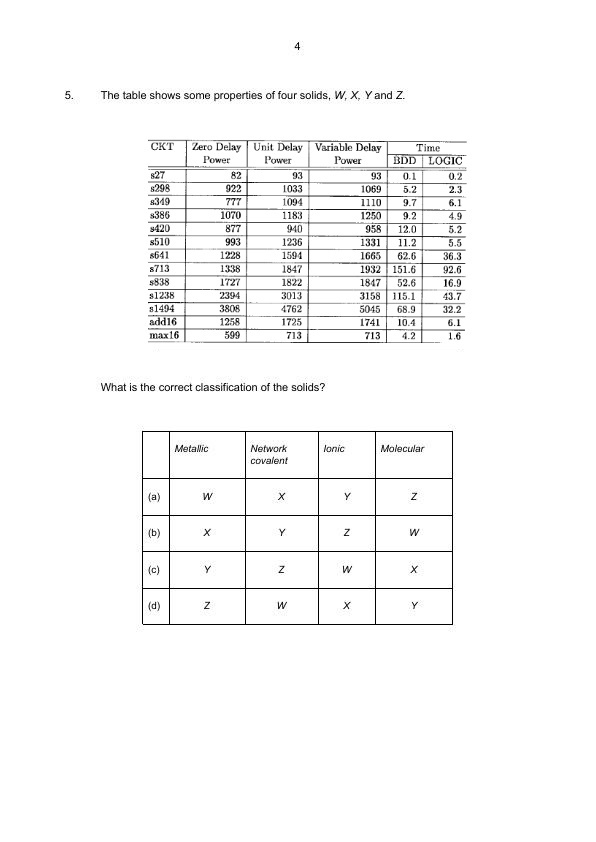 4
5. The table shows some properties of four solids, W, X, Y and Z.
CKT Zero Delay Power Unit Delay Power Variable Delay Power Time BDD LOGIC
s27 82 93 93 0.1 0.2
s298 922 1033 1069 5.2 2.3
s349 777 1094 1110 9.7 6.1
s386 1070 1183 1250 9.2 4.9
s420 877 940 958 12.0 5.2
s510 993 1236 1331 11.2 5.5
s641 1228 1594 1665 62.6 36.3
s713 1338 1847 1932 151.6 92.6
s838 1727 1822 1847 52.6 16.9
s1238 2394 3013 3158 115.1 43.7
s1494 3808 4762 5045 68.9 32.2
add16 1258 1725 1741 10.4 6.1
max16 599 713 713 4.2 1.6
What is the correct classification of the solids?
Metallic Network covalent Ionic Molecular
(a) W X Y Z
(b) X Y Z W
(c) Y Z W X
(d) Z W X Y